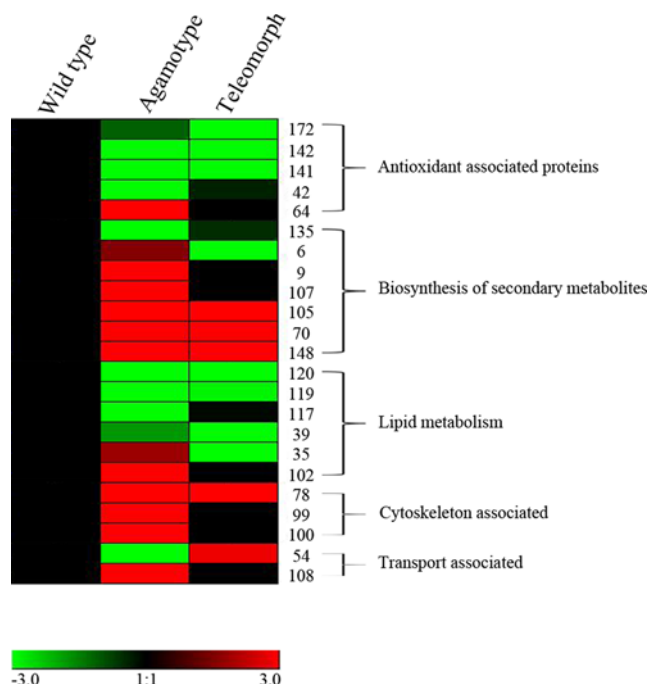 Wild type
Agamotype
Teleomorph
172
142
141
42
64
Antioxidant associated proteins
135
6
9
107
105
70
148
Biosynthesis of secondary metabolites
120
119
117
39
35
102
Lipid metabolism
78
99
100
Cytoskeleton associated
54
108
Transport associated
-3.0 1:1 3.0